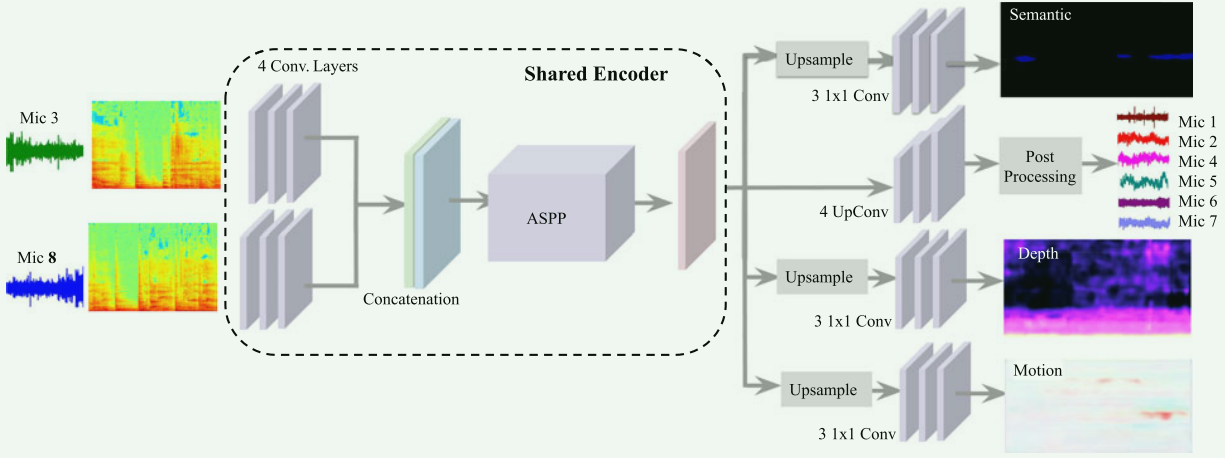 Mic 3
Mic 8
4 Conv. Layers
Shared Encoder
Concatenation
ASPP
Upsample
3 1x1 Conv
Semantic
4 UpConv
Post
Processing
Mic 1
Mic 2
Mic 4
Mic 5
Mic 6
Mic 7
Upsample
3 1x1 Conv
Depth
Upsample
3 1x1 Conv
Motion